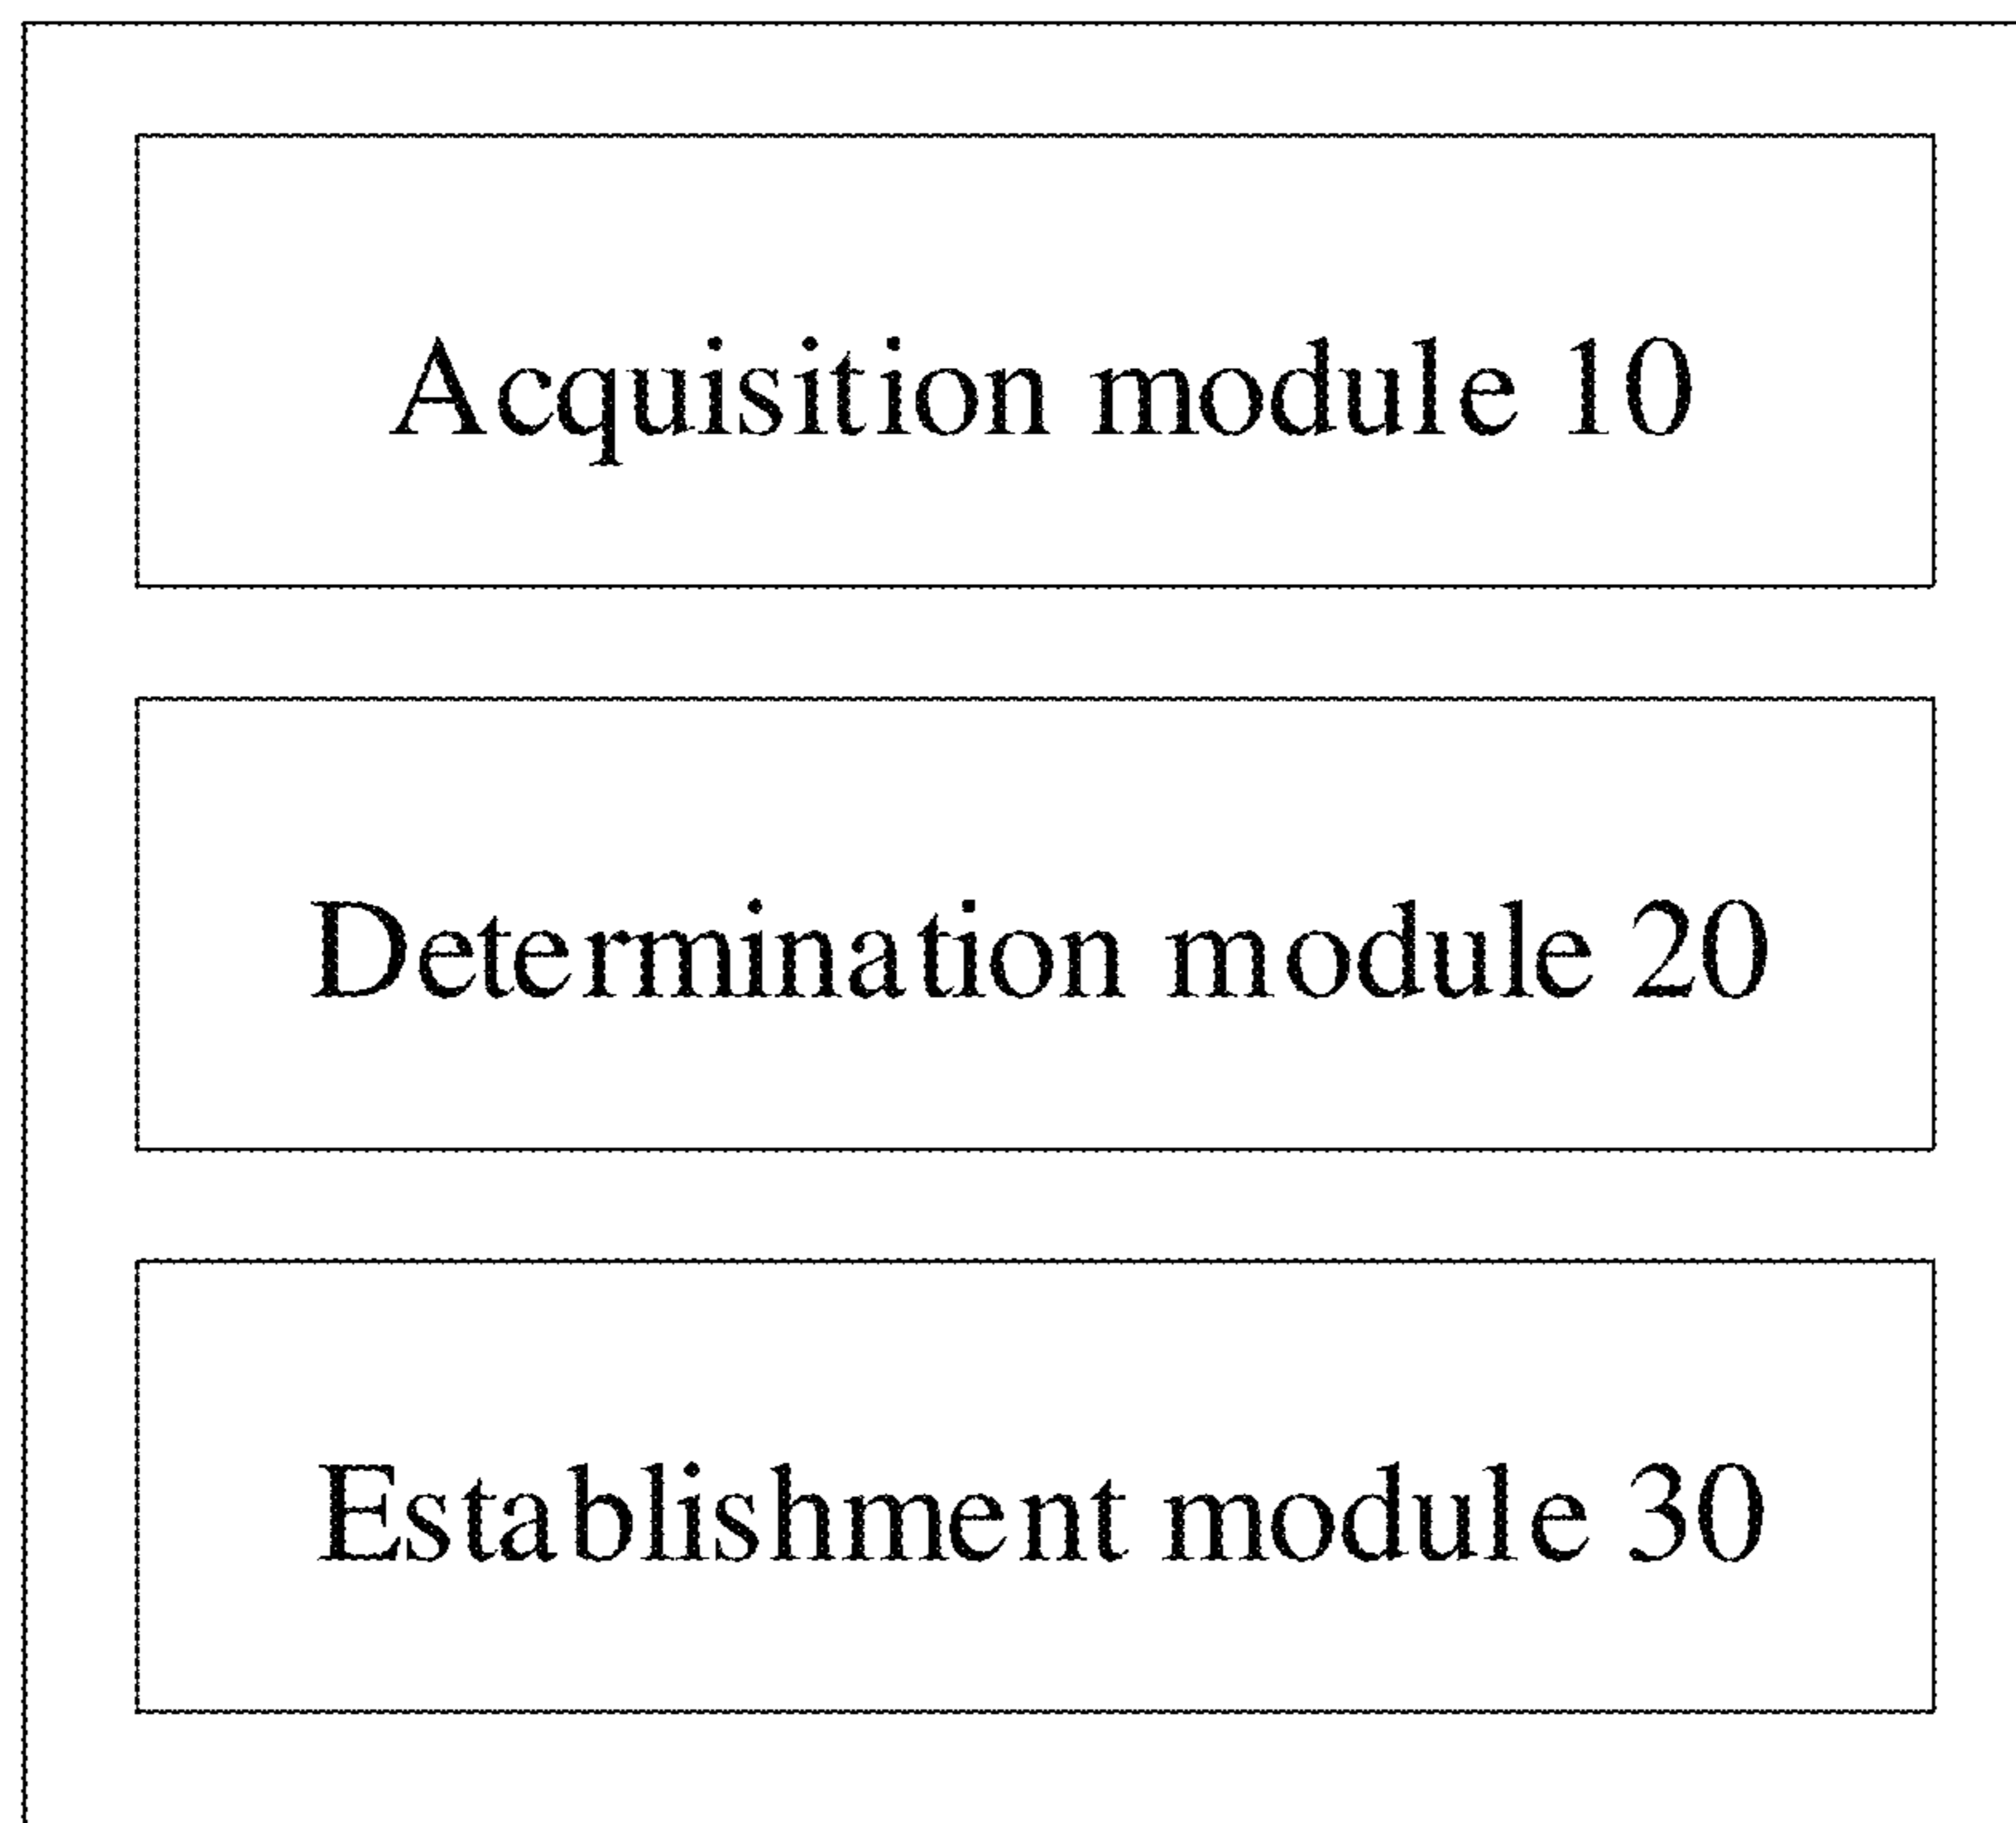 Acquisition module 10
Determination module 20
Establishment module 30